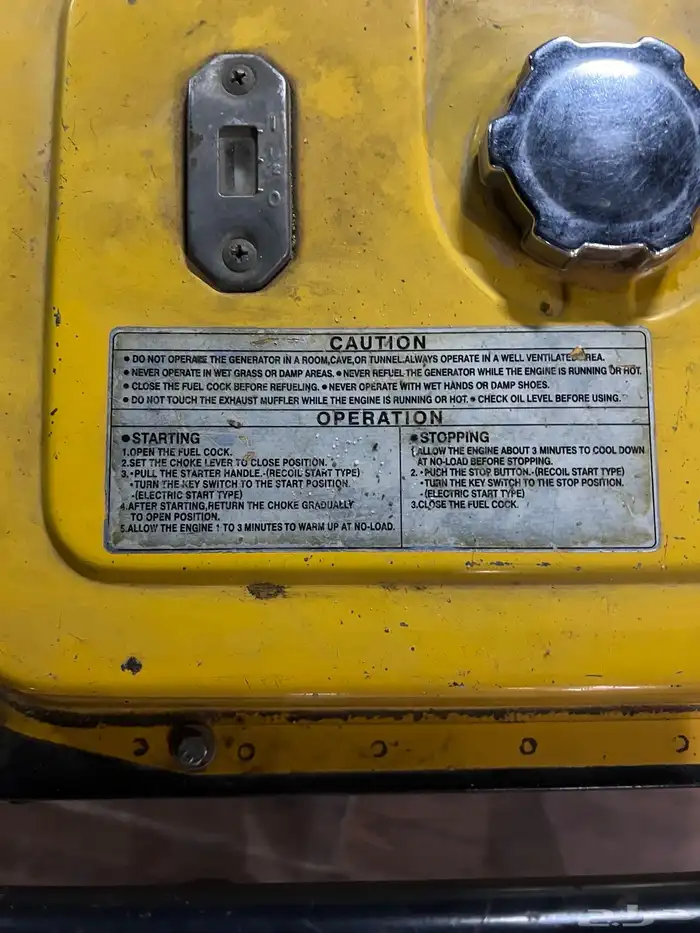 CAUTION
● DO NOT OPERATE THE GENERATOR IN A ROOM,CAVE,OR TUNNEL.ALWAYS OPERATE IN A WELL VENTILATED AREA.
● NEVER OPERATE IN WET GRASS OR DAMP AREAS. ● NEVER REFUEL THE GENERATOR WHILE THE ENGINE IS RUNNING OR HOT.
● CLOSE THE FUEL COCK BEFORE REFUELING. ● NEVER OPERATE WITH WET HANDS OR DAMP SHOES.
● DO NOT TOUCH THE EXHAUST MUFFLER WHILE THE ENGINE IS RUNNING OR HOT. ● CHECK OIL LEVEL BEFORE USING.
OPERATION
● STARTING
1.OPEN THE FUEL COCK.
2.SET THE CHOKE LEVER TO CLOSE POSITION.
3.·PULL THE STARTER HANDLE.-(RECOIL START TYPE)
·TURN THE KEY SWITCH TO THE START POSITION
-(ELECTRIC START TYPE)
4.AFTER STARTING,RETURN THE CHOKE GRADUALLY
TO OPEN POSITION.
5.ALLOW THE ENGINE 1 TO 3 MINUTES TO WARM UP AT NO-LOAD.
● STOPPING
1.ALLOW THE ENGINE ABOUT 3 MINUTES TO COOL DOWN
AT NO-LOAD BEFORE STOPPING.
2.·PUCH THE STOP BUTTON.-(RECOIL START TYPE)
·TURN THE KEY SWITCH TO THE STOP POSITION.
-(ELECTRIC START TYPE)
3.CLOSE THE FUEL COCK.